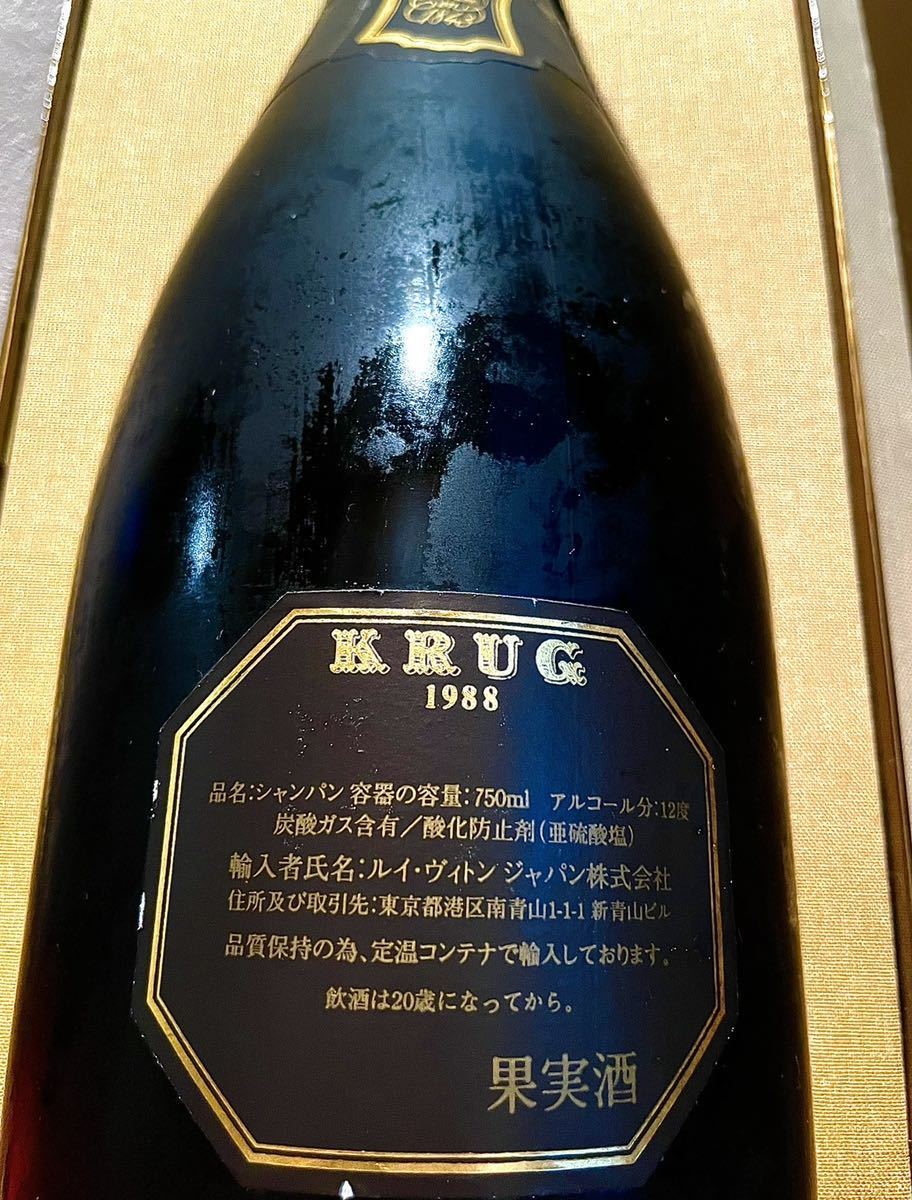 1843
KRUG
1988
品名:シャンパン 容器の容量:750ml アルコール分:12度
炭酸ガス含有/酸化防止剤(亜硫酸塩)
輸入者氏名:ルイ・ヴィトン ジャパン株式会社
住所及び取引先:東京都港区南青山1-1-1 新青山ビル
品質保持の為、定温コンテナで輸入しております。
飲酒は20歳になってから。
果実酒